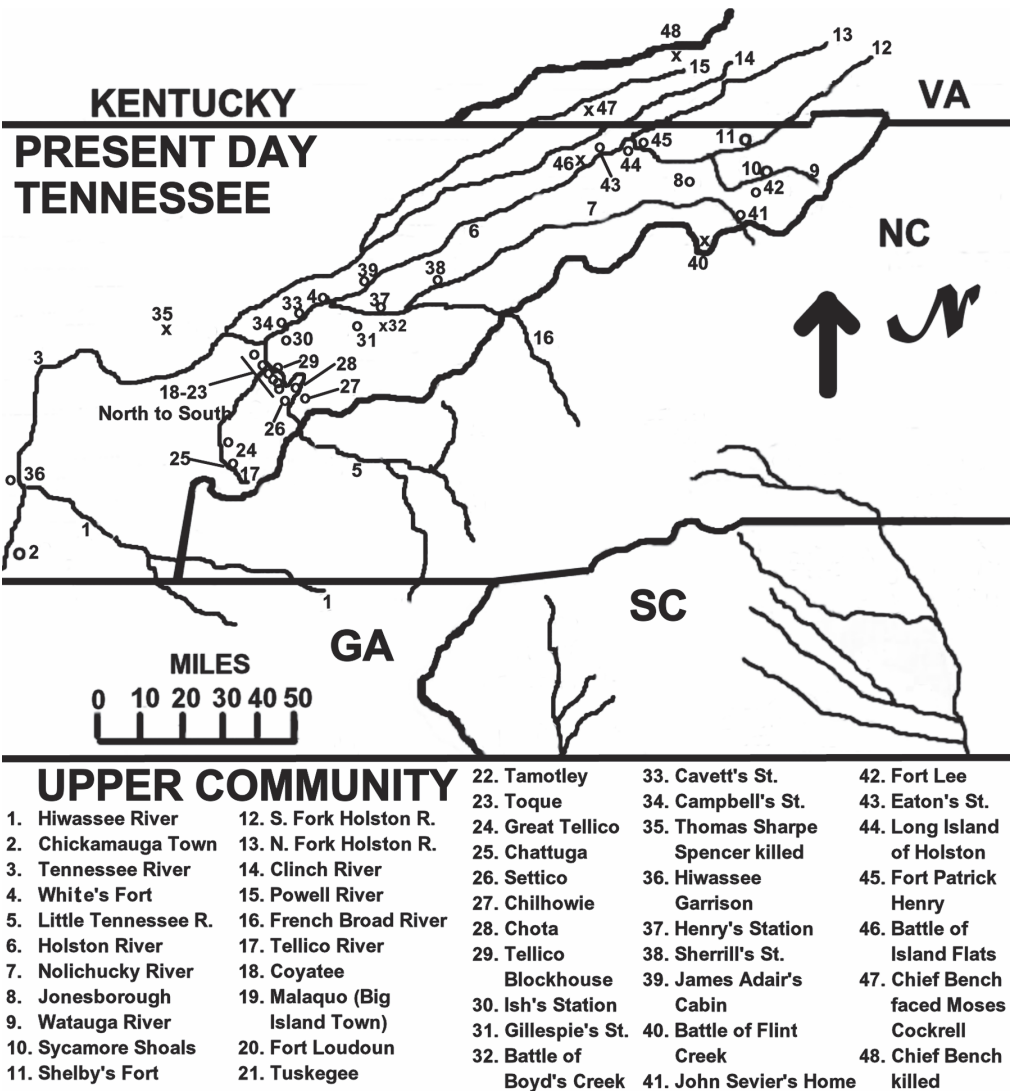 48
13
14
12
15
KENTUCKY
x
x 47
VA
PRESENT DAY
TENNESSEE
11
45
46 x
44
43
10
9
8
42
7
41
6
NC
x
40
39
38
4
37
33
35
x
34
x32
31
30
16
N
3
29
28
18-23
27
North to South
26
24
25
17
5
36
1
2
1
SC
GA
MILES
0 10 20 30 40 50
UPPER COMMUNITY
1. Hiwassee River
2. Chickamauga Town
3. Tennessee River
4. White's Fort
5. Little Tennessee R.
6. Holston River
7. Nolichucky River
8. Jonesborough
9. Watauga River
10. Sycamore Shoals
11. Shelby's Fort
12. S. Fork Holston R.
13. N. Fork Holston R.
14. Clinch River
15. Powell River
16. French Broad River
17. Tellico River
18. Coyatee
19. Malaquo (Big
Island Town)
20. Fort Loudoun
21. Tuskegee
22. Tamotley
23. Toque
24. Great Tellico
25. Chattuga
26. Settico
27. Chilhowie
28. Chota
29. Tellico
Blockhouse
30. Ish's Station
31. Gillespie's St.
32. Battle of
Boyd's Creek
33. Cavett's St.
34. Campbell's St.
35. Thomas Sharpe
Spencer killed
36. Hiwassee
Garrison
37. Henry's Station
38. Sherrill's St.
39. James Adair's
Cabin
40. Battle of Flint
Creek
41. John Sevier's Home
42. Fort Lee
43. Eaton's St.
44. Long Island
of Holston
45. Fort Patrick
Henry
46. Battle of
Island Flats
47. Chief Bench
faced Moses
Cockrell
48. Chief Bench
killed